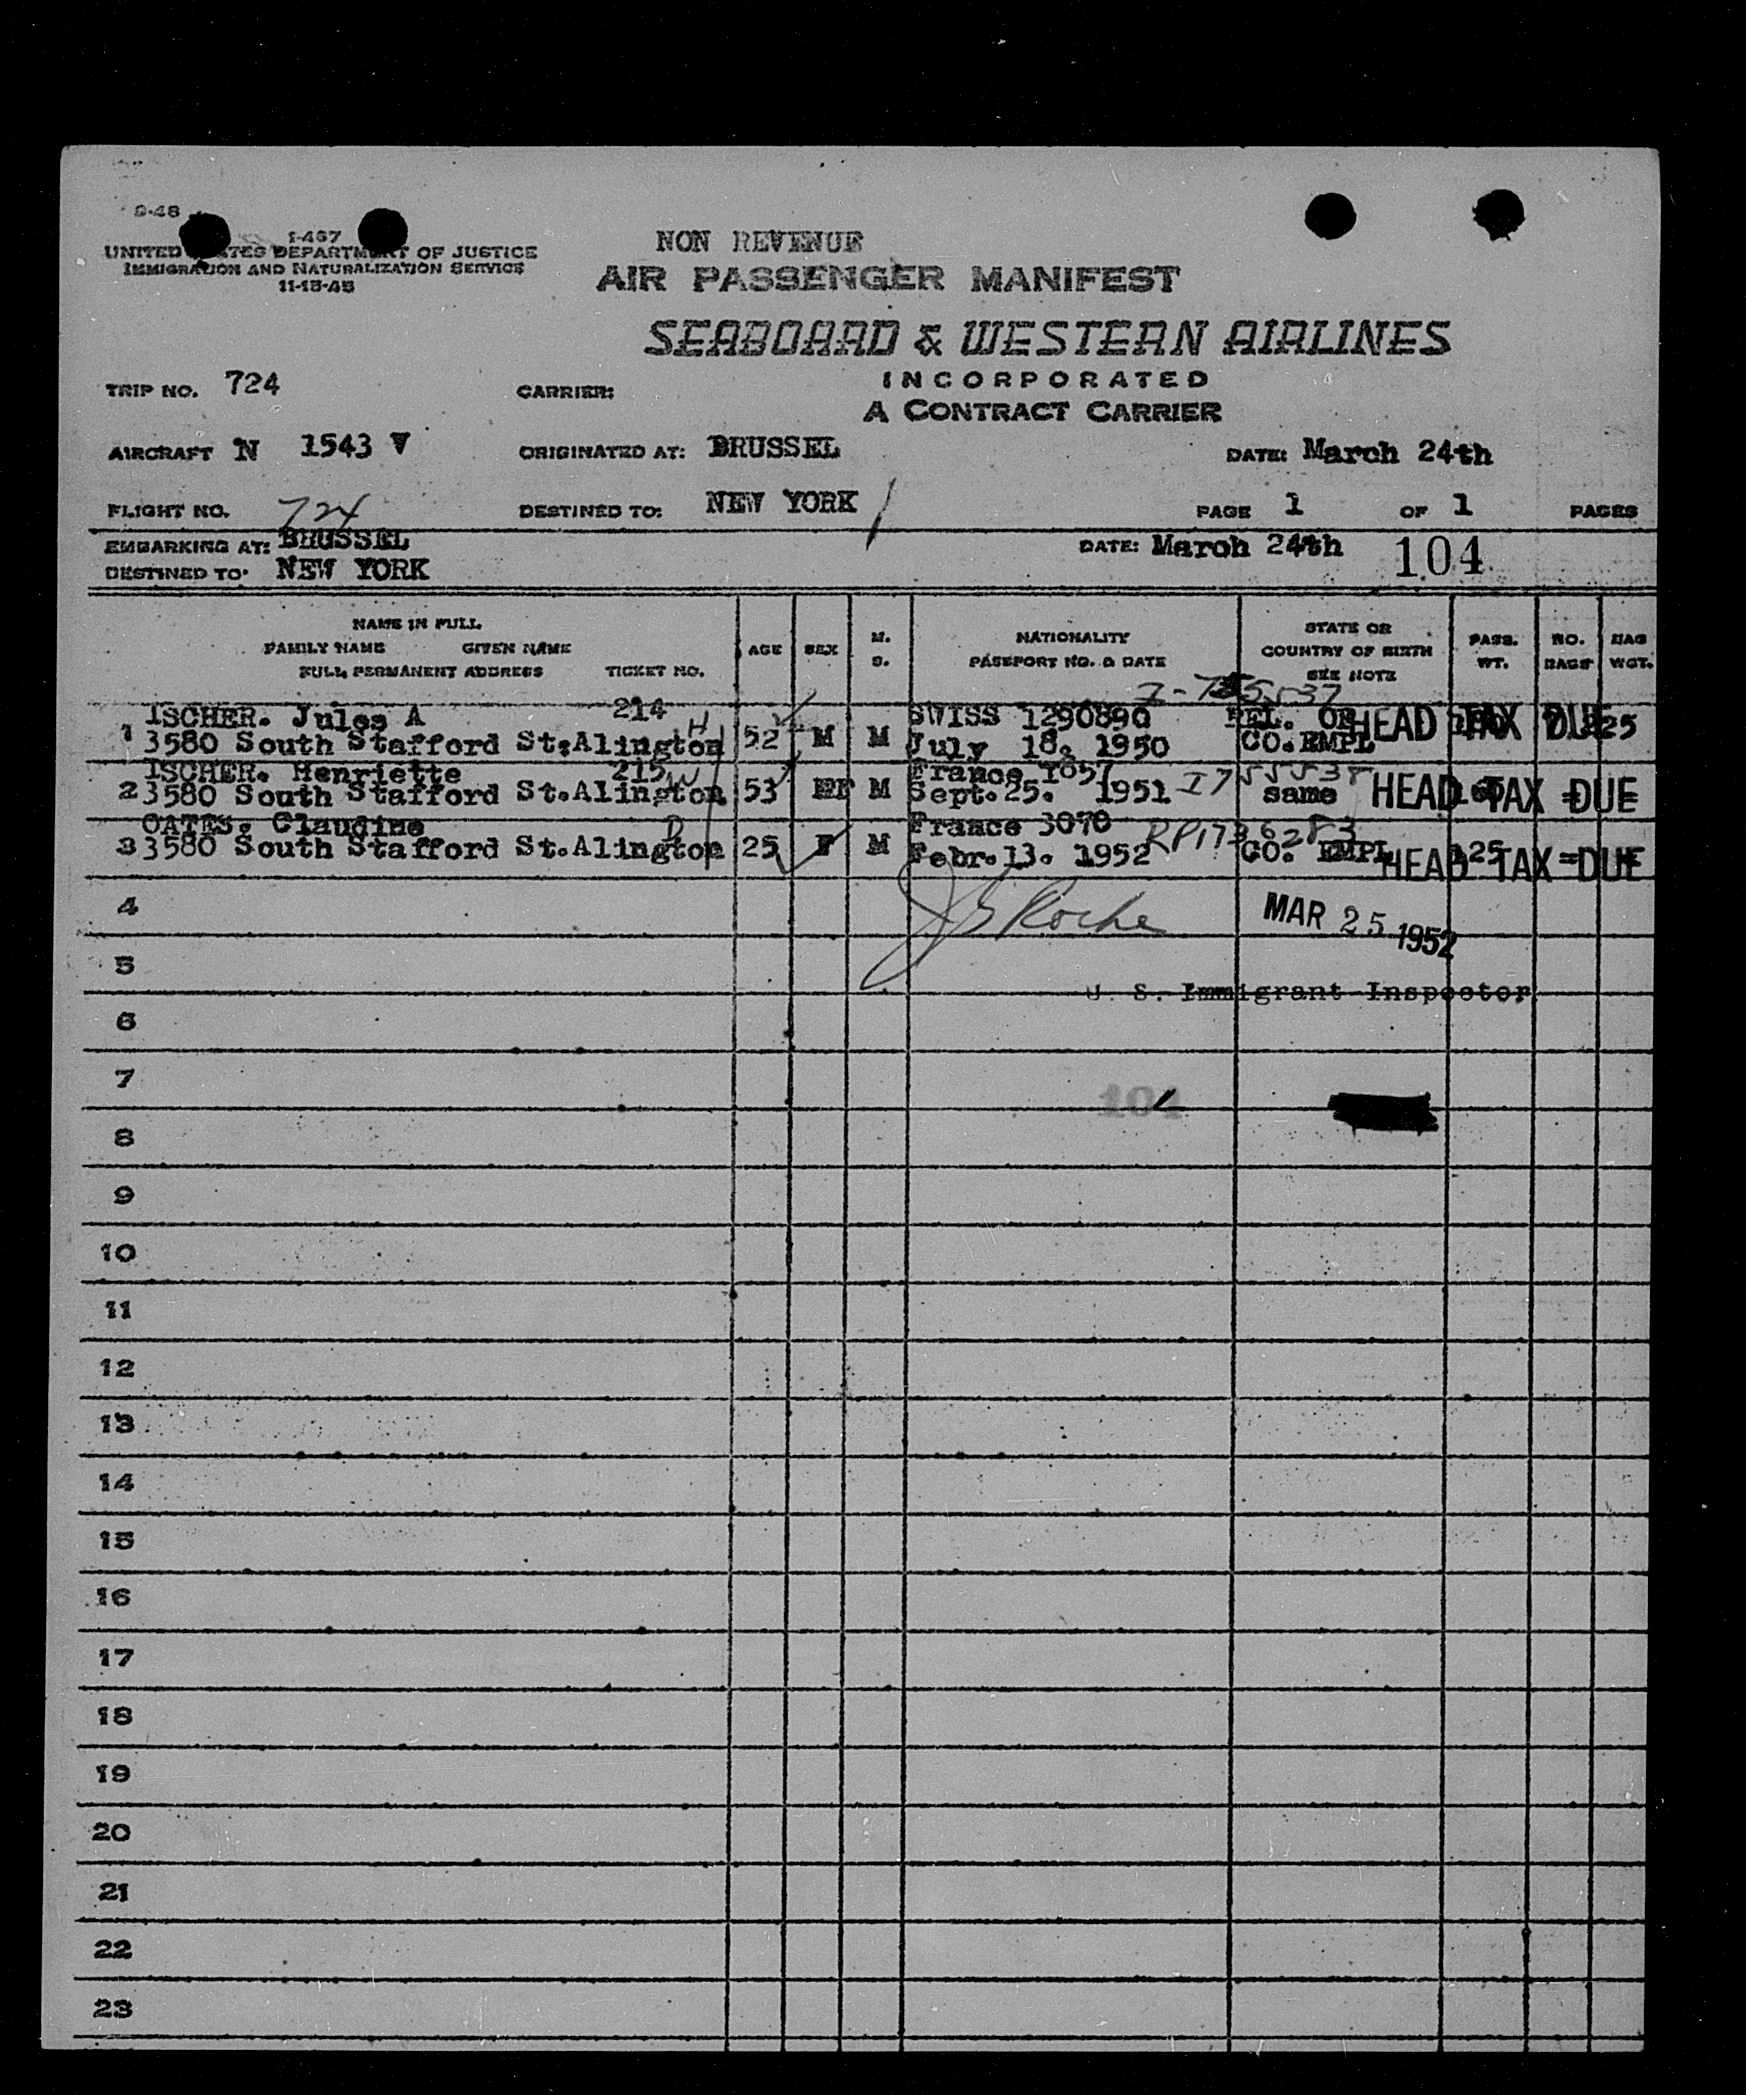 9-48
I-467
UNITED STATES DEPARTMENT OF JUSTICE
IMMIGRATION AND NATURALIZATION SERVICE
11-15-48
NON REVENUE
AIR PASSENGER MANIFEST
SEABOARD & WESTERN AIRLINES
INCORPORATED
A CONTRACT CARRIER
TRIP NO. 724 CARRIER:
AIRCRAFT N 1543 V ORIGINATED AT: BRUSSEL DATE: March 24th
FLIGHT NO. 724 DESTINED TO: NEW YORK PAGE 1 OF 1 PAGES
EMBARKING AT: BRUSSEL DATE: March 24th 104
DESTINED TO: NEW YORK
NAME IN FULL
FAMILY NAME GIVEN NAME
FULL PERMANENT ADDRESS TICKET NO. AGE SEX M. S. NATIONALITY PASSPORT NO. & DATE STATE OR COUNTRY OF BIRTH SEE NOTE PASS. WT. NO. BAGS BAG WGT.
ISCHER. Jules A 214 SWISS 1290890 REL. OF HEAD TAX DUE 25
1 3580 South Stafford St.Alington H 52 M M July 18. 1950 CO. EMPL
ISCHER. Henriette 215 France 1857
2 3580 South Stafford St.Alington W 53 F M Sept.25. 1951 I 755538 same HEAD TAX DUE
OATES. Claudine France 3070
3 3580 South Stafford St.Alington D 25 F M Febr.13. 1952 CO. EMPL 125 HEAD TAX DUE
4 MAR 25 1952
5
U. S. Immigrant Inspector
6
7 104
8
9
10
11
12
13
14
15
16
17
18
19
20
21
22
23